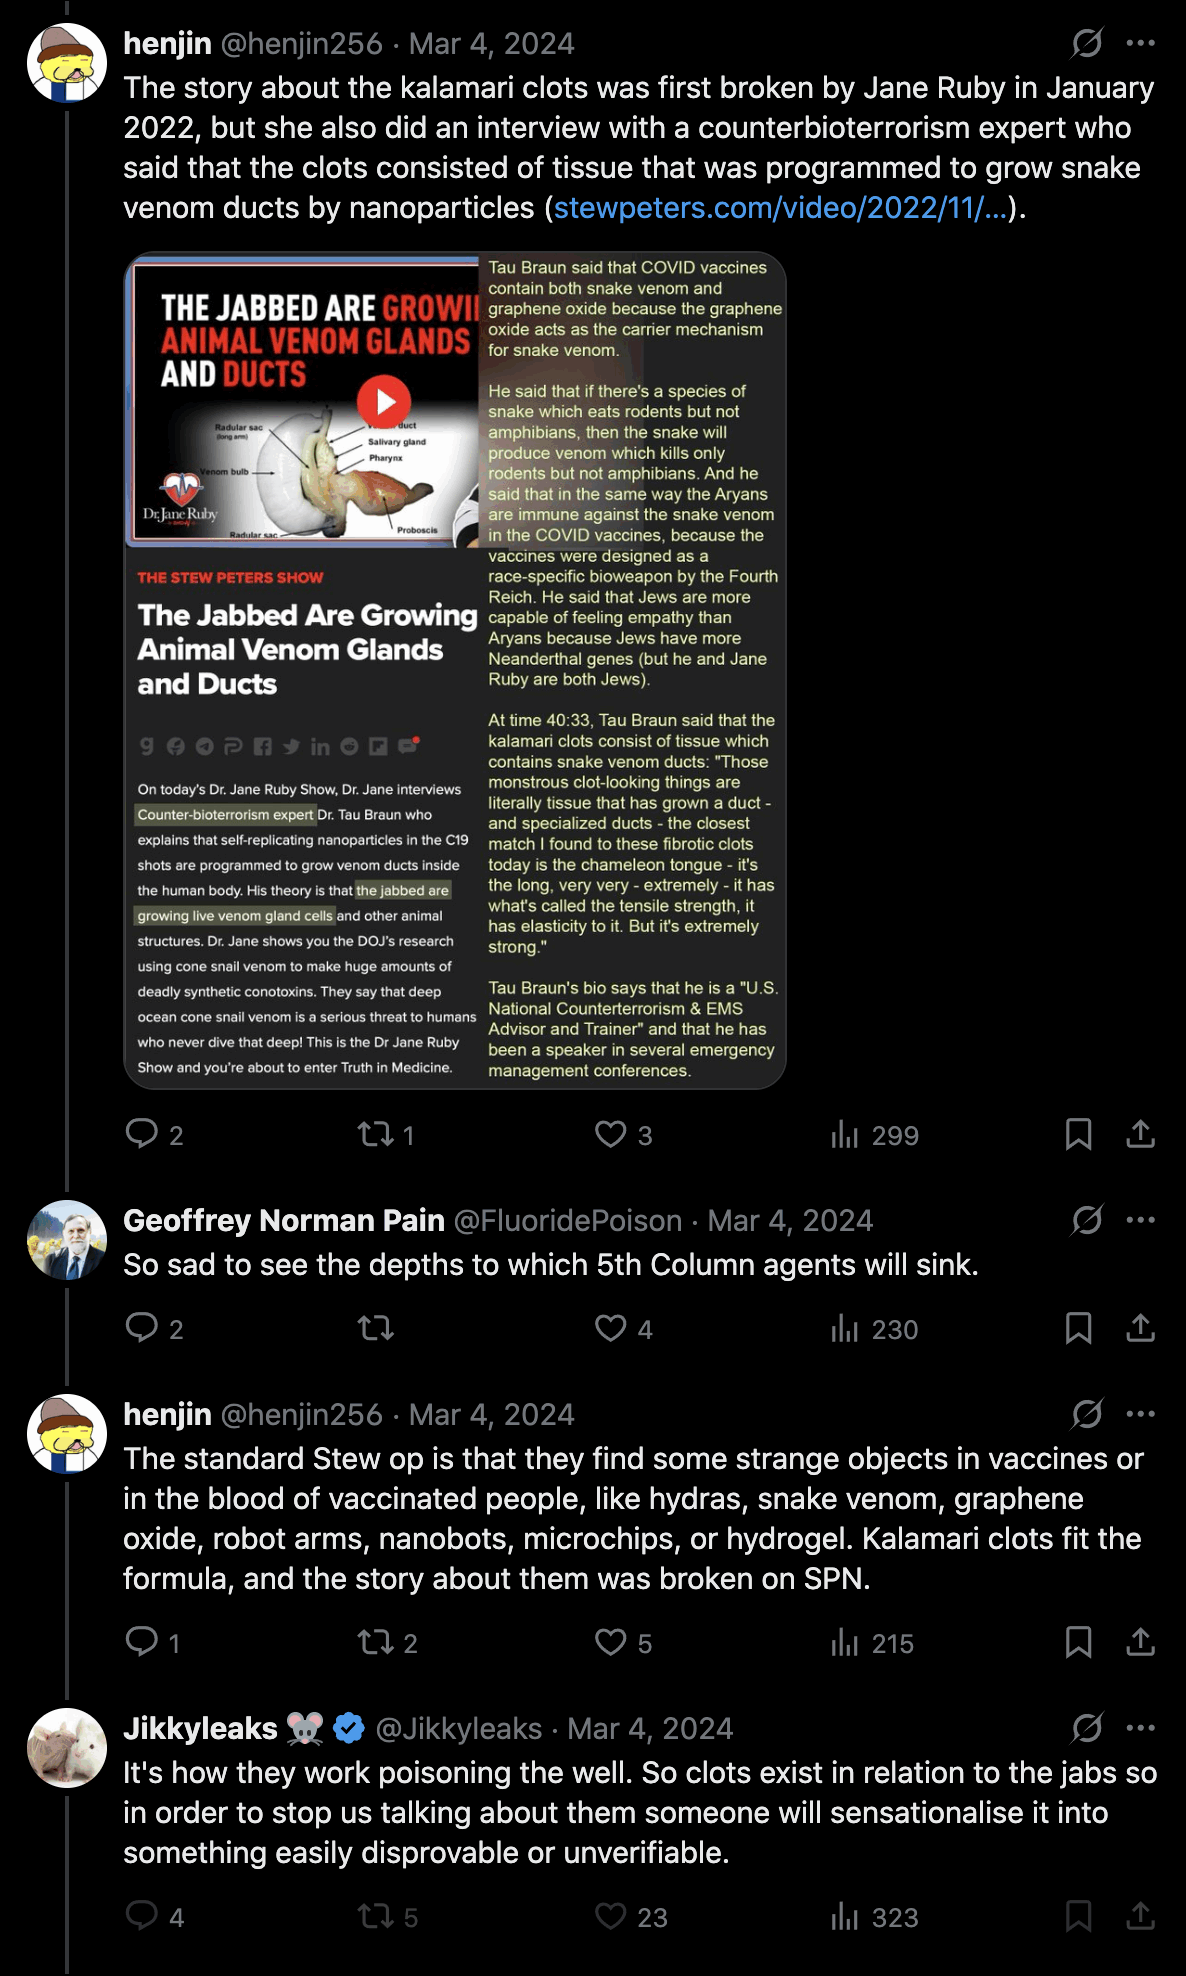 henjin @henjin256 · Mar 4, 2024
The story about the kalamari clots was first broken by Jane Ruby in January
2022, but she also did an interview with a counterbioterrorism expert who
said that the clots consisted of tissue that was programmed to grow snake
venom ducts by nanoparticles (stewpeters.com/video/2022/11/...).
THE JABBED ARE GROWI
ANIMAL VENOM GLANDS
AND DUCTS
Radular sac
(long arm)
duct
Salivary gland
Pharynx
Venom bulb
Dr. Jane Ruby
Radular sac
Proboscis
THE STEW PETERS SHOW
The Jabbed Are Growing
Animal Venom Glands
and Ducts
On today's Dr. Jane Ruby Show, Dr. Jane interviews
Counter-bioterrorism expert Dr. Tau Braun who
explains that self-replicating nanoparticles in the C19
shots are programmed to grow venom ducts inside
the human body. His theory is that the jabbed are
growing live venom gland cells and other animal
structures. Dr. Jane shows you the DOJ's research
using cone snail venom to make huge amounts of
deadly synthetic conotoxins. They say that deep
ocean cone snail venom is a serious threat to humans
who never dive that deep! This is the Dr Jane Ruby
Show and you're about to enter Truth in Medicine.
Tau Braun said that COVID vaccines
contain both snake venom and
graphene oxide because the graphene
oxide acts as the carrier mechanism
for snake venom.
He said that if there's a species of
snake which eats rodents but not
amphibians, then the snake will
produce venom which kills only
rodents but not amphibians. And he
said that in the same way the Aryans
are immune against the snake venom
in the COVID vaccines, because the
vaccines were designed as a
race-specific bioweapon by the Fourth
Reich. He said that Jews are more
capable of feeling empathy than
Aryans because Jews have more
Neanderthal genes (but he and Jane
Ruby are both Jews).
At time 40:33, Tau Braun said that the
kalamari clots consist of tissue which
contains snake venom ducts: "Those
monstrous clot-looking things are
literally tissue that has grown a duct -
and specialized ducts - the closest
match I found to these fibrotic clots
today is the chameleon tongue - it's
the long, very very - extremely - it has
what's called the tensile strength, it
has elasticity to it. But it's extremely
strong."
Tau Braun's bio says that he is a "U.S.
National Counterterrorism & EMS
Advisor and Trainer" and that he has
been a speaker in several emergency
management conferences.
2 1 3 299
Geoffrey Norman Pain @FluoridePoison · Mar 4, 2024
So sad to see the depths to which 5th Column agents will sink.
2 4 230
henjin @henjin256 · Mar 4, 2024
The standard Stew op is that they find some strange objects in vaccines or
in the blood of vaccinated people, like hydras, snake venom, graphene
oxide, robot arms, nanobots, microchips, or hydrogel. Kalamari clots fit the
formula, and the story about them was broken on SPN.
1 2 5 215
Jikkyleaks 🐭 @Jikkyleaks · Mar 4, 2024
It's how they work poisoning the well. So clots exist in relation to the jabs so
in order to stop us talking about them someone will sensationalise it into
something easily disprovable or unverifiable.
4 5 23 323